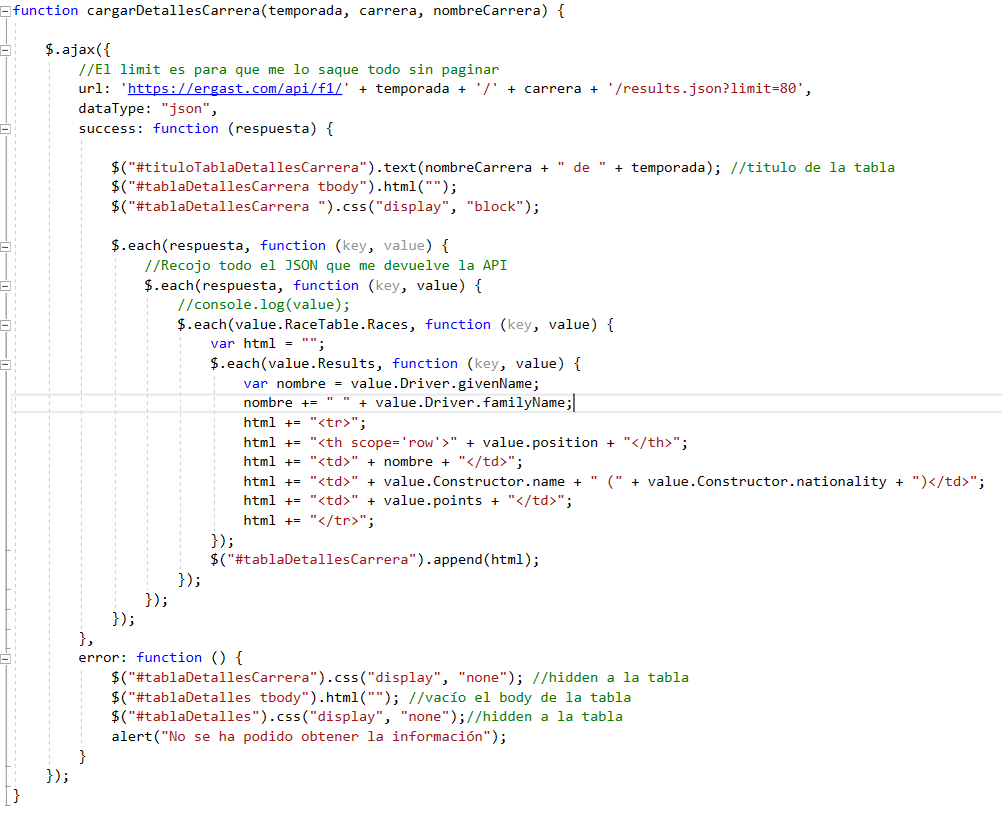 function cargarDetallesCarrera(temporada, carrera, nombreCarrera) {
$.ajax({
//El limit es para que me lo saque todo sin paginar
url: 'https://ergast.com/api/f1/' + temporada + '/' + carrera + '/results.json?limit=80',
dataType: "json",
success: function (respuesta) {
$("#tituloTablaDetallesCarrera").text(nombreCarrera + " de " + temporada); //titulo de la tabla
$("#tablaDetallesCarrera tbody").html("");
$("#tablaDetallesCarrera ").css("display", "block");
$.each(respuesta, function (key, value) {
//Recojo todo el JSON que me devuelve la API
$.each(respuesta, function (key, value) {
//console.log(value);
$.each(value.RaceTable.Races, function (key, value) {
var html = "";
$.each(value.Results, function (key, value) {
var nombre = value.Driver.givenName;
nombre += " " + value.Driver.familyName;
html += "<tr>";
html += "<th scope='row'>" + value.position + "</th>";
html += "<td>" + nombre + "</td>";
html += "<td>" + value.Constructor.name + " (" + value.Constructor.nationality + ")</td>";
html += "<td>" + value.points + "</td>";
html += "</tr>";
});
$("#tablaDetallesCarrera").append(html);
});
});
});
},
error: function () {
$("#tablaDetallesCarrera").css("display", "none"); //hidden a la tabla
$("#tablaDetalles tbody").html(""); //vacío el body de la tabla
$("#tablaDetalles").css("display", "none");//hidden a la tabla
alert("No se ha podido obtener la información");
}
});
}